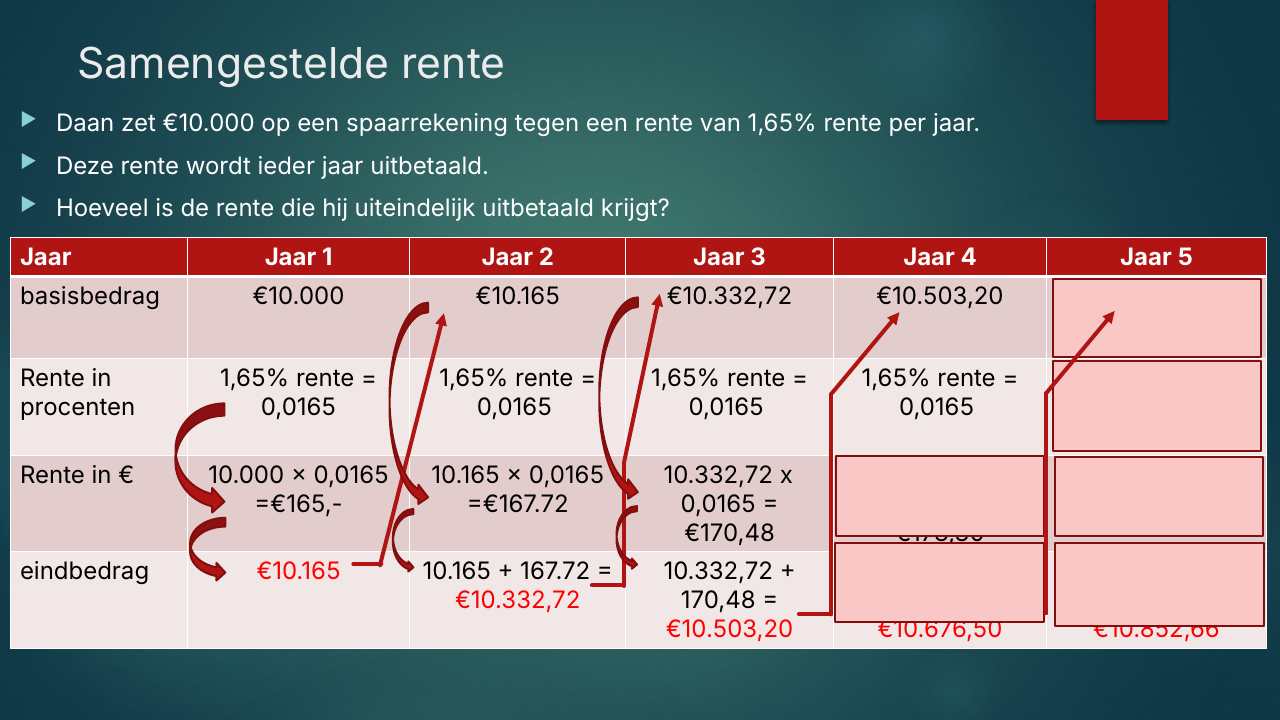 Samengestelde rente
Daan zet €10.000 op een spaarrekening tegen een rente van 1,65% rente per jaar.
Deze rente wordt ieder jaar uitbetaald.
Hoeveel is de rente die hij uiteindelijk uitbetaald krijgt?
Jaar Jaar 1 Jaar 2 Jaar 3 Jaar 4 Jaar 5
basisbedrag €10.000 €10.165 €10.332,72 €10.503,20
Rente in 1,65% rente = 1,65% rente = 1,65% rente = 1,65% rente =
procenten 0,0165 0,0165 0,0165 0,0165
Rente in € 10.000 × 0,0165 10.165 × 0,0165 10.332,72 x
=€165,- =€167.72 0,0165 =
€170,48
eindbedrag €10.165 10.165 + 167.72 = 10.332,72 +
€10.332,72 170,48 =
€10.503,20 €10.676,50 €10.852,66